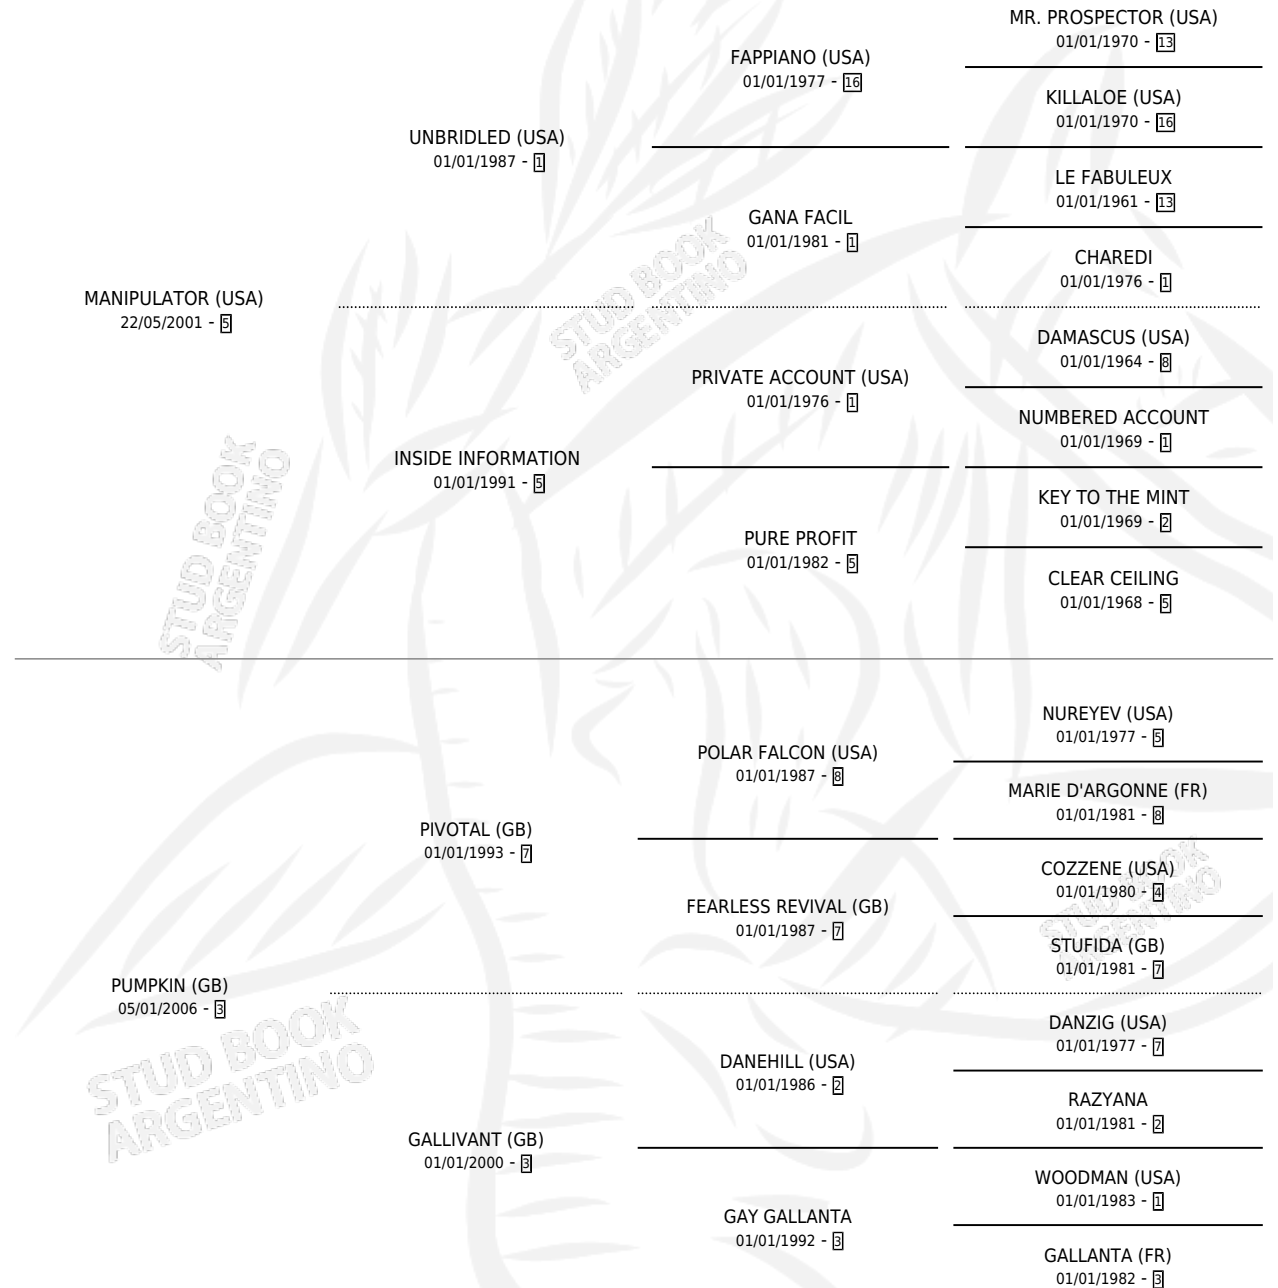 MR. PROSPECTOR (USA)
01/01/1970 - 13
FAPPIANO (USA)
01/01/1977 - 16
KILLALOE (USA)
01/01/1970 - 16
UNBRIDLED (USA)
01/01/1987 - 1
LE FABULEUX
01/01/1961 - 13
GANA FACIL
01/01/1981 - 1
CHAREDI
01/01/1976 - 1
MANIPULATOR (USA)
22/05/2001 - 5
STUD BOOK
ARGENTINO
DAMASCUS (USA)
01/01/1964 - 8
PRIVATE ACCOUNT (USA)
01/01/1976 - 1
NUMBERED ACCOUNT
01/01/1969 - 1
INSIDE INFORMATION
01/01/1991 - 5
KEY TO THE MINT
01/01/1969 - 2
PURE PROFIT
01/01/1982 - 5
CLEAR CEILING
01/01/1968 - 5
STUD BOOK
ARGENTINO
NUREYEV (USA)
01/01/1977 - 5
POLAR FALCON (USA)
01/01/1987 - 8
MARIE D'ARGONNE (FR)
01/01/1981 - 8
PIVOTAL (GB)
01/01/1993 - 7
COZZENE (USA)
01/01/1980 - 4
FEARLESS REVIVAL (GB)
01/01/1987 - 7
STUFIDA (GB)
01/01/1981 - 7
STUD BOOK
ARGENTINO
PUMPKIN (GB)
05/01/2006 - 3
DANZIG (USA)
01/01/1977 - 7
DANEHILL (USA)
01/01/1986 - 2
RAZYANA
01/01/1981 - 2
STUD BOOK
ARGENTINO
GALLIVANT (GB)
01/01/2000 - 3
WOODMAN (USA)
01/01/1983 - 1
GAY GALLANTA
01/01/1992 - 3
GALLANTA (FR)
01/01/1982 - 3